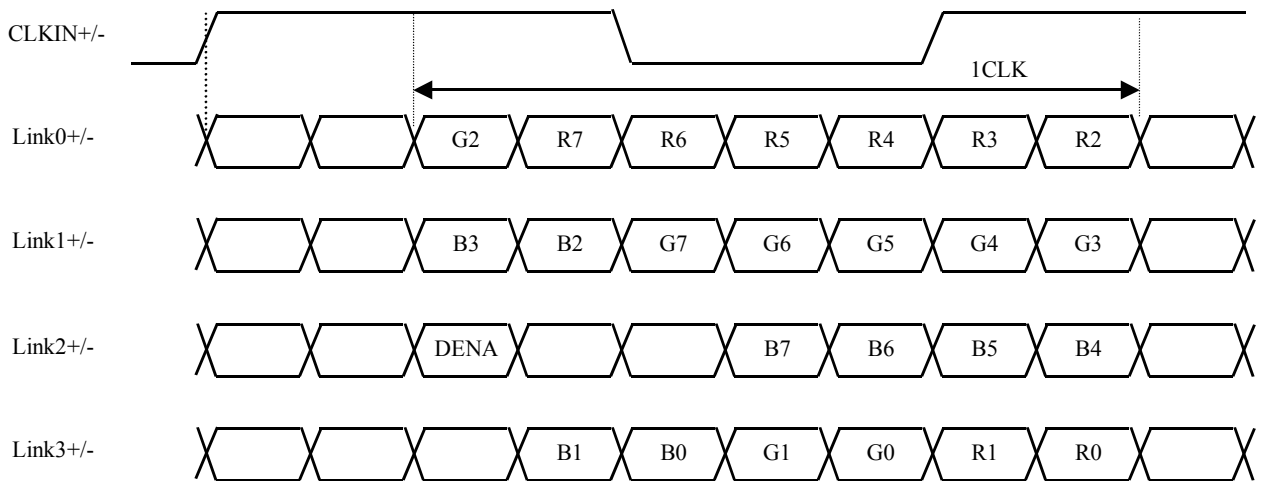 CLKIN+/-
1CLK
Link0+/- G2 R7 R6 R5 R4 R3 R2
Link1+/- B3 B2 G7 G6 G5 G4 G3
Link2+/- DENA B7 B6 B5 B4
Link3+/- B1 B0 G1 G0 R1 R0